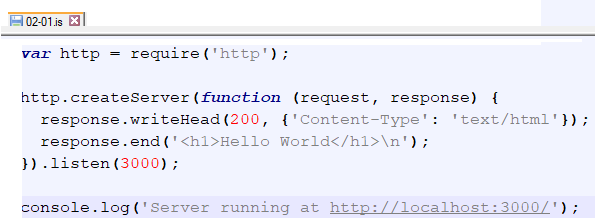 02-01.js
var http = require('http');
http.createServer(function (request, response) {
response.writeHead(200, {'Content-Type': 'text/html'});
response.end('<h1>Hello World</h1>\n');
}).listen(3000);
console.log('Server running at http://localhost:3000/');